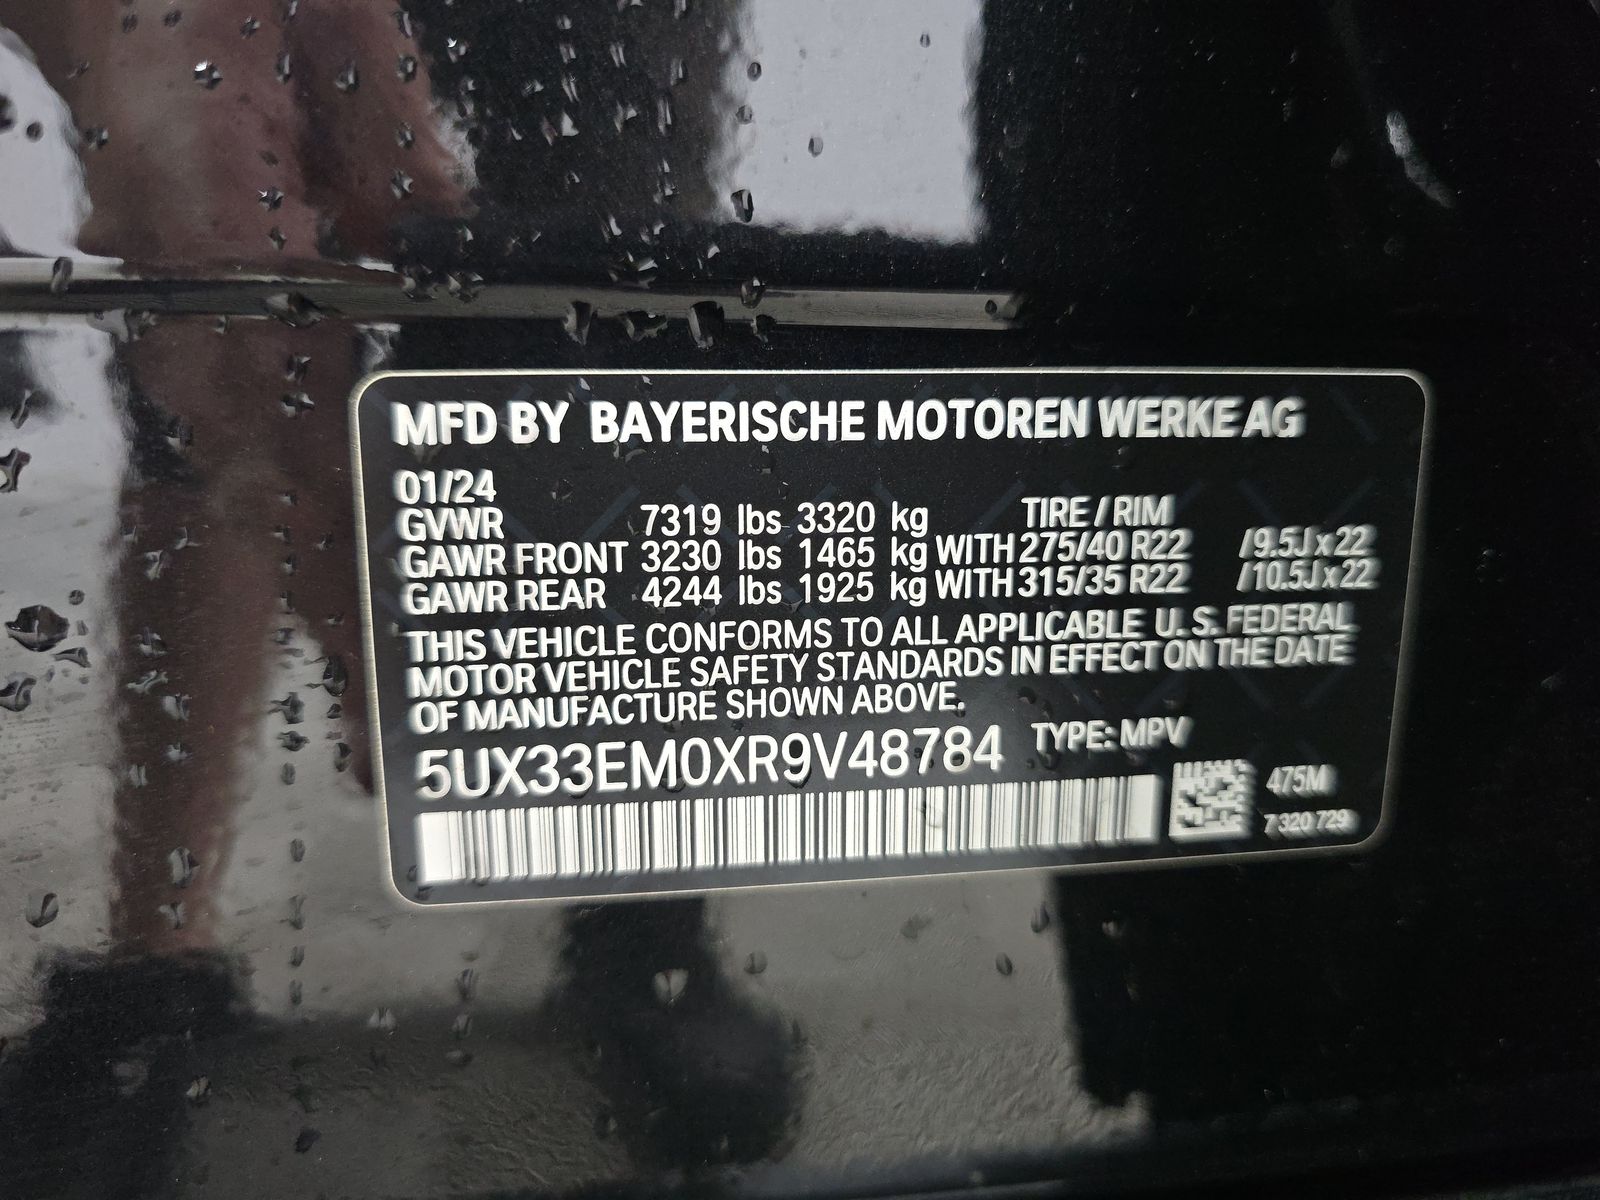 MFD BY BAYERISCHE MOTOREN WERKE AG
01/24
GVWR 7319 lbs 3320 kg TIRE / RIM
GAWR FRONT 3230 lbs 1465 kg WITH 275/40 R22 /9.5J x 22
GAWR REAR 4244 lbs 1925 kg WITH 315/35 R22 /10.5J x 22
THIS VEHICLE CONFORMS TO ALL APPLICABLE U.S. FEDERAL
MOTOR VEHICLE SAFETY STANDARDS IN EFFECT ON THE DATE
OF MANUFACTURE SHOWN ABOVE.
5UX33EM0XR9V48784 TYPE: MPV
475M
7 320 729